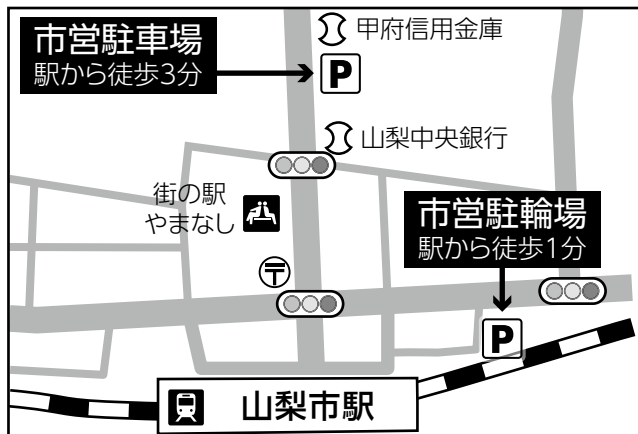 市営駐車場
駅から徒歩3分
甲府信用金庫
P
山梨中央銀行
街の駅
やまなし
市営駐輪場
駅から徒歩1分
〒
P
山梨市駅